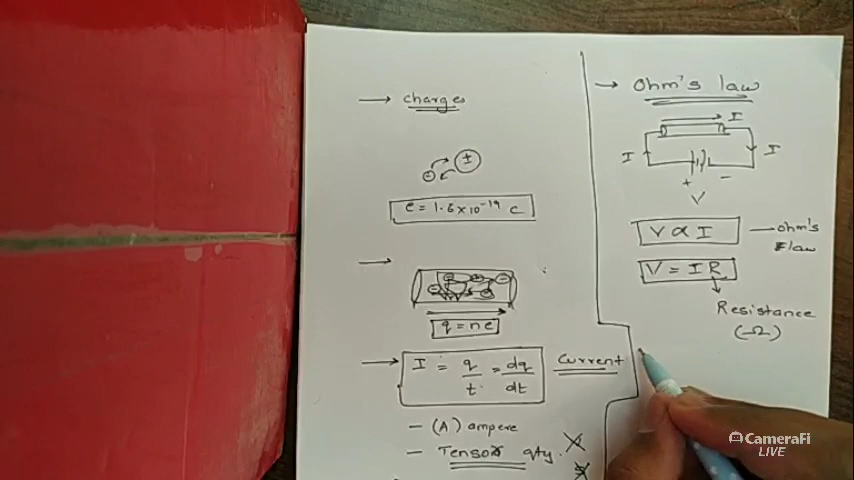 → charges
e = 1.6×10⁻¹⁹ c
q = ne
I = q/t = dq/dt Current
- (A) ampere
- Tensor qty.
→ Ohm's law
I
I
I
+ -
V
V ∝ I — ohm's law
V = IR
Resistance
(Ω)
CameraFi
LIVE